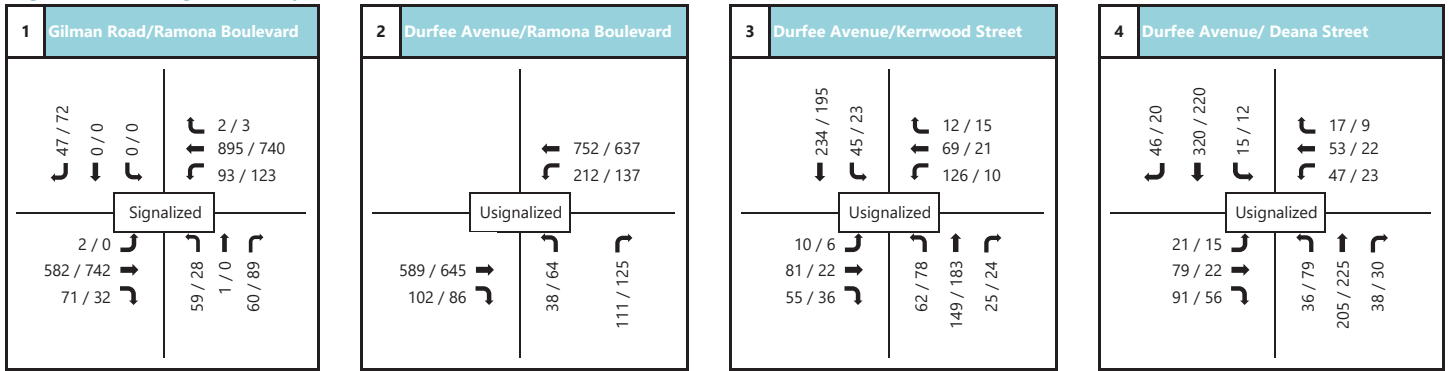 1 Gilman Road/Ramona Boulevard
47 / 72
0 / 0
0 / 0
2 / 3
895 / 740
93 / 123
Signalized
2 / 0
582 / 742
71 / 32
59 / 28
1 / 0
60 / 89
2 Durfee Avenue/Ramona Boulevard
752 / 637
212 / 137
Usignalized
589 / 645
102 / 86
38 / 64
111 / 125
3 Durfee Avenue/Kerrwood Street
234 / 195
45 / 23
12 / 15
69 / 21
126 / 10
Usignalized
10 / 6
81 / 22
55 / 36
62 / 78
149 / 183
25 / 24
4 Durfee Avenue/ Deana Street
46 / 20
320 / 220
15 / 12
17 / 9
53 / 22
47 / 23
Usignalized
21 / 15
79 / 22
91 / 56
36 / 79
205 / 225
38 / 30